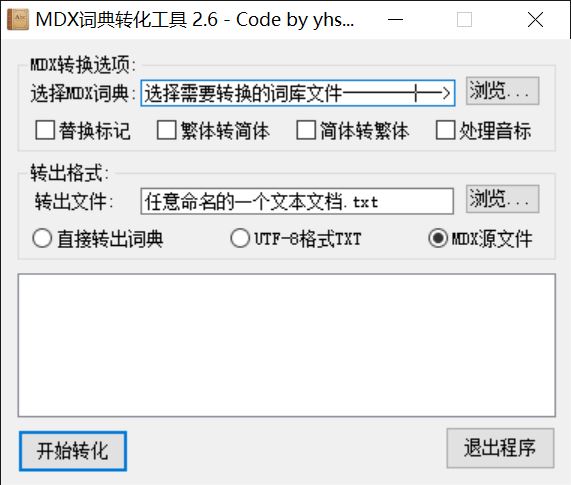 MDX词典转化工具 2.6 - Code by yhs...
MDX转换选项:
选择MDX词典: 选择需要转换的词库文件————┼—> 浏览...
替换标记 繁体转简体 简体转繁体 处理音标
转出格式:
转出文件: 任意命名的一个文本文档.txt 浏览...
直接转出词典 UTF-8格式TXT MDX源文件
开始转化 退出程序